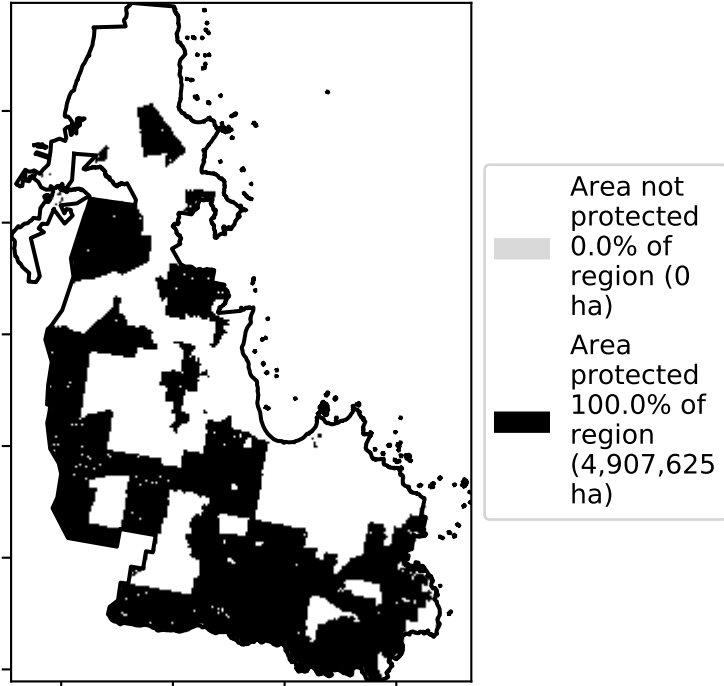 Area not
protected
0.0% of
region (0
ha)
Area
protected
100.0% of
region
(4,907,625
ha)